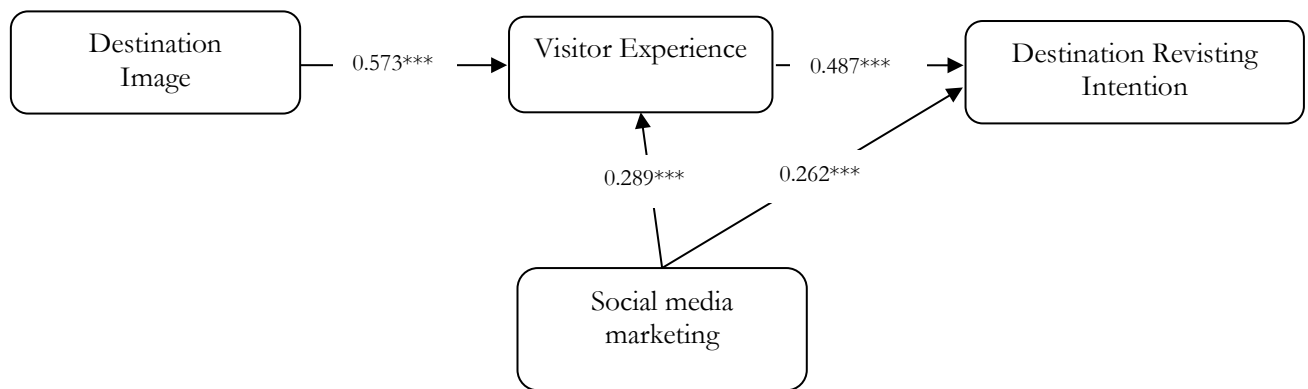 Destination
Image
0.573***
Visitor Experience
0.487***
Destination Revisting
Intention
0.289***
0.262***
Social media
marketing